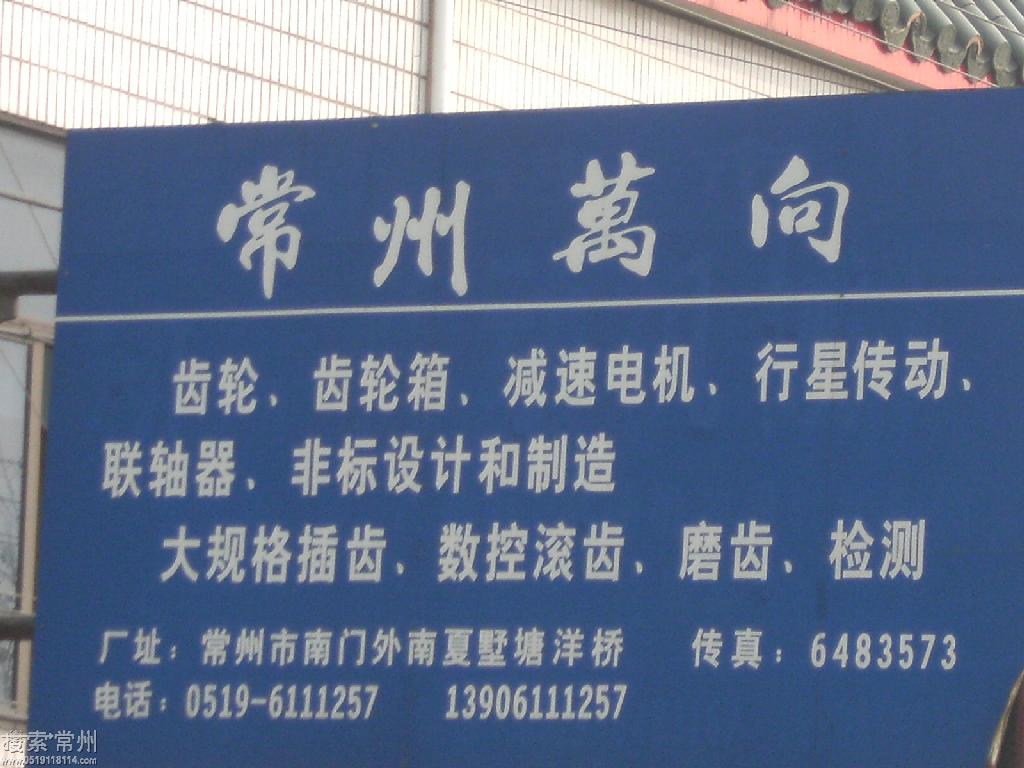 常州萬向
齿轮、齿轮箱、减速电机、行星传动、
联轴器、非标设计和制造
大规格插齿、数控滚齿、磨齿、检测
厂址：常州市南门外南夏墅塘洋桥 传真：6483573
电话：0519-6111257 13906111257
搜索常州
www.0519118114.com